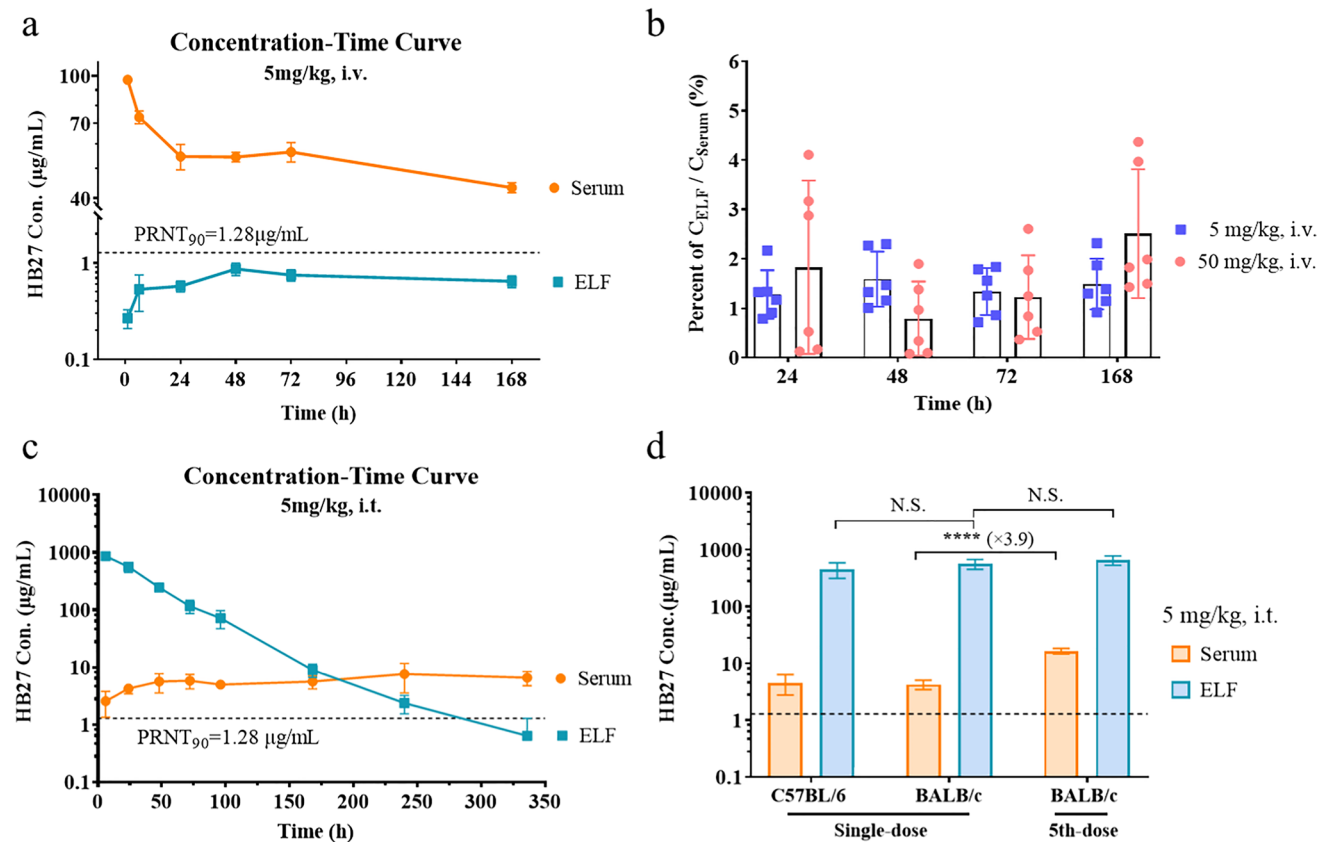 a
Concentration-Time Curve
5mg/kg, i.v.
HB27 Con. (μg/mL)
100
70
40
1
0.1
PRNT90=1.28μg/mL
Serum
ELF
0 24 48 72 96 120 144 168
Time (h)
b
Percent of CELF / CSerum (%)
6
5
4
3
2
1
0
5 mg/kg, i.v.
50 mg/kg, i.v.
24 48 72 168
Time (h)
c
Concentration-Time Curve
5mg/kg, i.t.
HB27 Con. (μg/mL)
10000
1000
100
10
1
0.1
Serum
PRNT90=1.28 μg/mL
ELF
0 50 100 150 200 250 300 350
Time (h)
d
HB27 Conc.(μg/mL)
10000
1000
100
10
1
0.1
N.S.
N.S.
**** (×3.9)
5 mg/kg, i.t.
Serum
ELF
C57BL/6 BALB/c BALB/c
Single-dose 5th-dose